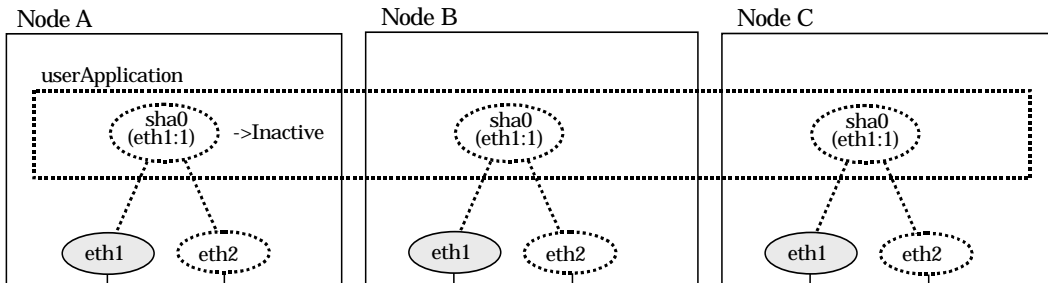 Node A
Node B
Node C
userApplication
sha0
(eth1:1)
->Inactive
sha0
(eth1:1)
sha0
(eth1:1)
eth1
eth2
eth1
eth2
eth1
eth2